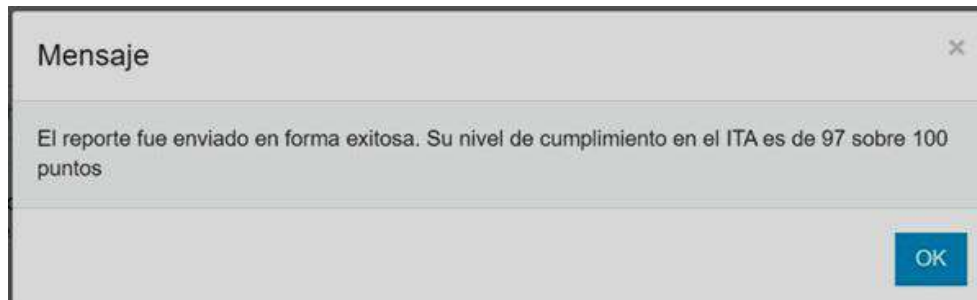 Mensaje
×
El reporte fue enviado en forma exitosa. Su nivel de cumplimiento en el ITA es de 97 sobre 100
puntos
OK